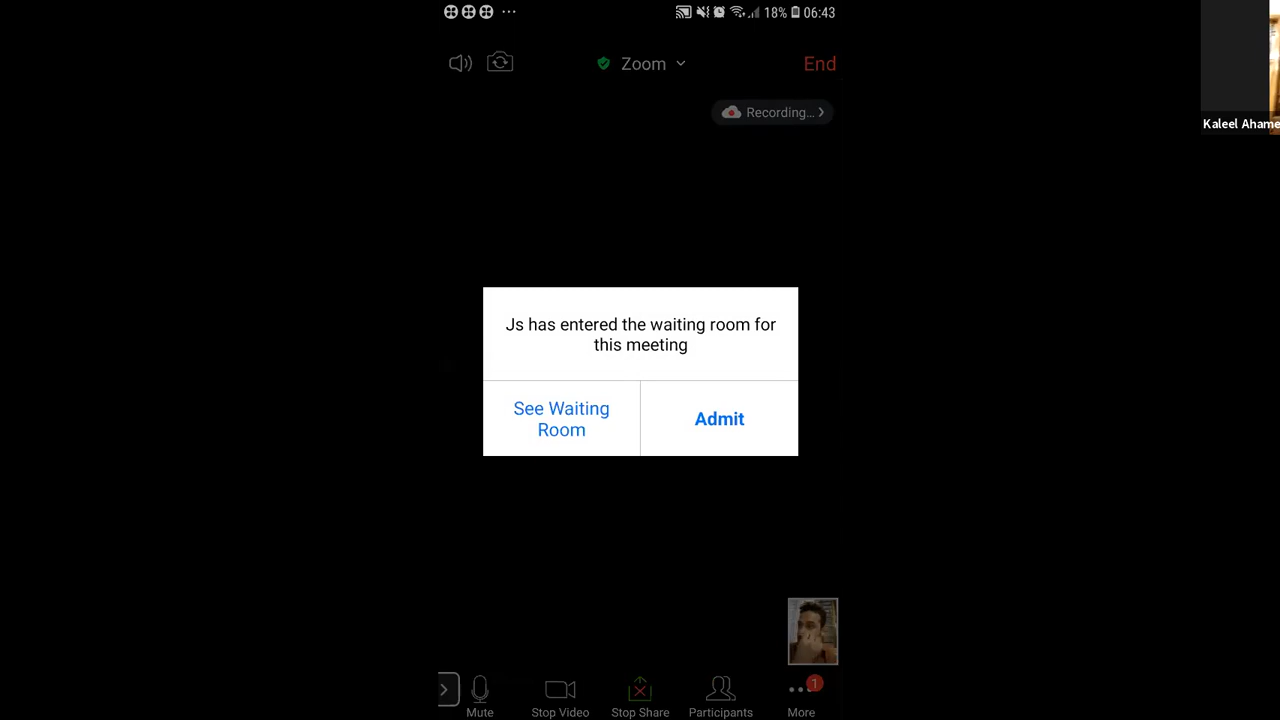 18% 06:43
Zoom
End
Recording...
Kaleel Ahame
Js has entered the waiting room for
this meeting
See Waiting
Room
Admit
1
Mute
Stop Video
Stop Share
Participants
More